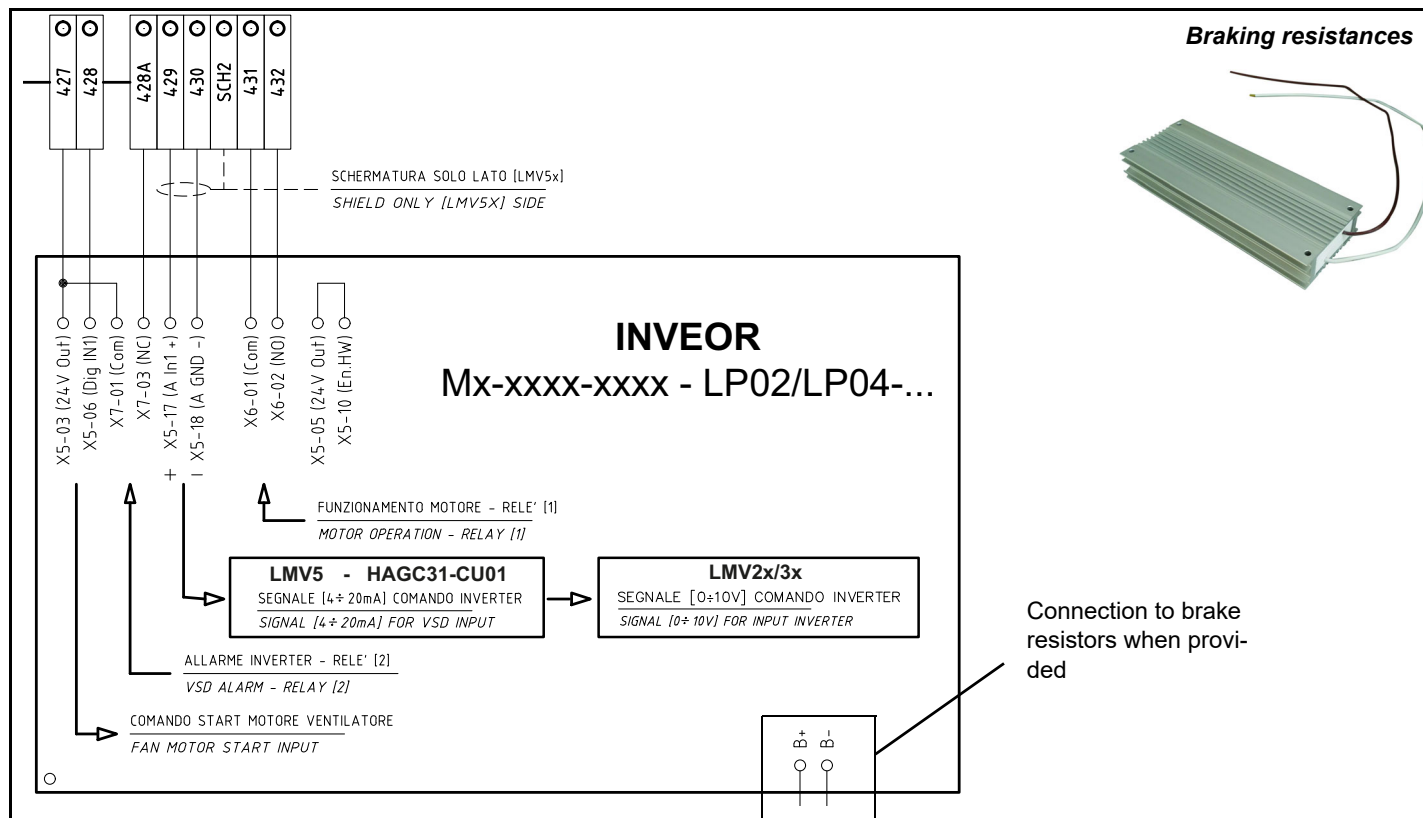 Braking resistances
427
428
428A
429
430
SCH2
431
432
SCHERMATURA SOLO LATO [LMV5x]
SHIELD ONLY [LMV5X] SIDE
X5-03 (24V Out)
X5-06 (Dig IN1)
X7-01 (Com)
X7-03 (NC)
+ X5-17 (A In1 +)
- X5-18 (A GND -)
X6-01 (Com)
X6-02 (NO)
X5-05 (24V Out)
X5-10 (En.HW)
INVEOR
Mx-xxxx-xxxx - LP02/LP04-...
FUNZIONAMENTO MOTORE - RELE' [1]
MOTOR OPERATION - RELAY [1]
LMV5 - HAGC31-CU01
SEGNALE [4÷20mA] COMANDO INVERTER
SIGNAL [4÷20mA] FOR VSD INPUT
LMV2x/3x
SEGNALE [0÷10V] COMANDO INVERTER
SIGNAL [0÷10V] FOR INPUT INVERTER
ALLARME INVERTER - RELE' [2]
VSD ALARM - RELAY [2]
COMANDO START MOTORE VENTILATORE
FAN MOTOR START INPUT
B+
B-
Connection to brake
resistors when provi-
ded